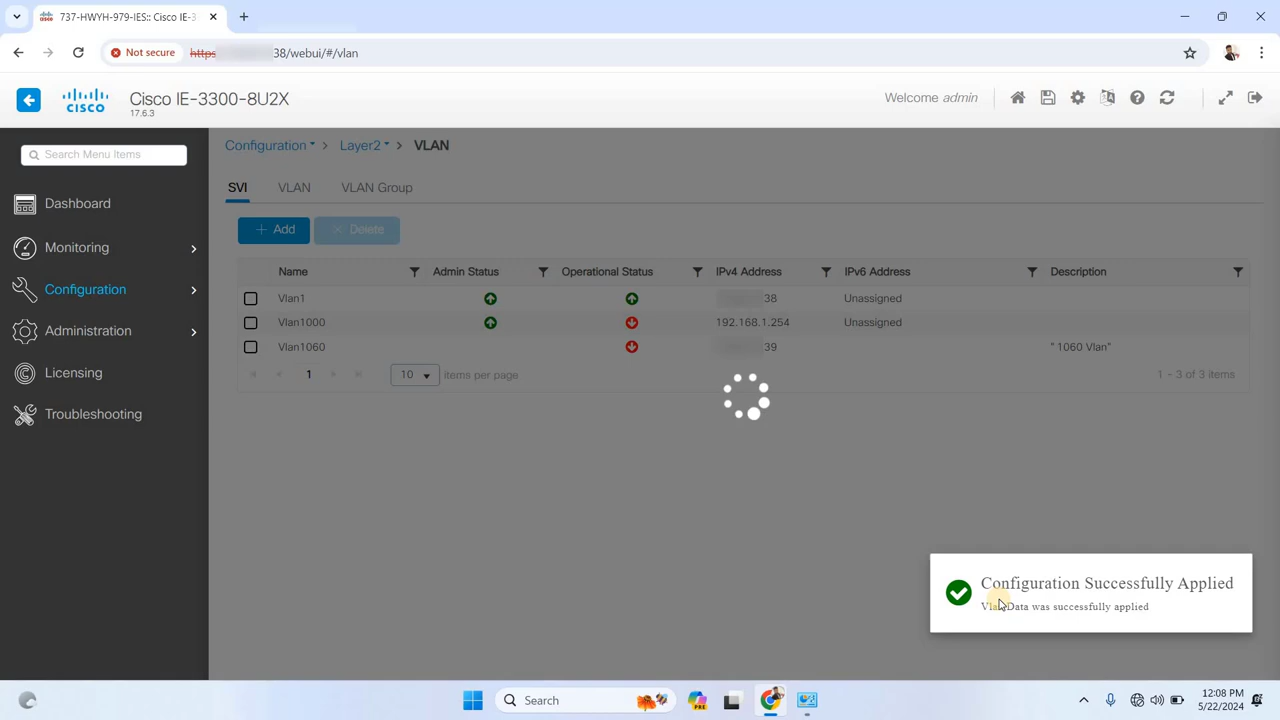 737-HWYH-979-IES:: Cisco IE-3
Not secure https 38/webui/#/vlan
CISCO
Cisco IE-3300-8U2X
17.6.3
Welcome admin
Search Menu Items
Dashboard
Monitoring
Configuration
Administration
Licensing
Troubleshooting
Configuration > Layer2 > VLAN
SVI VLAN VLAN Group
+ Add × Delete
Name Admin Status Operational Status IPv4 Address IPv6 Address Description
Vlan1 38 Unassigned
Vlan1000 192.168.1.254 Unassigned
Vlan1060 39 " 1060 Vlan"
1 10 items per page 1 - 3 of 3 items
Configuration Successfully Applied
Vlan Data was successfully applied
Search
PRE
12:08 PM
5/22/2024